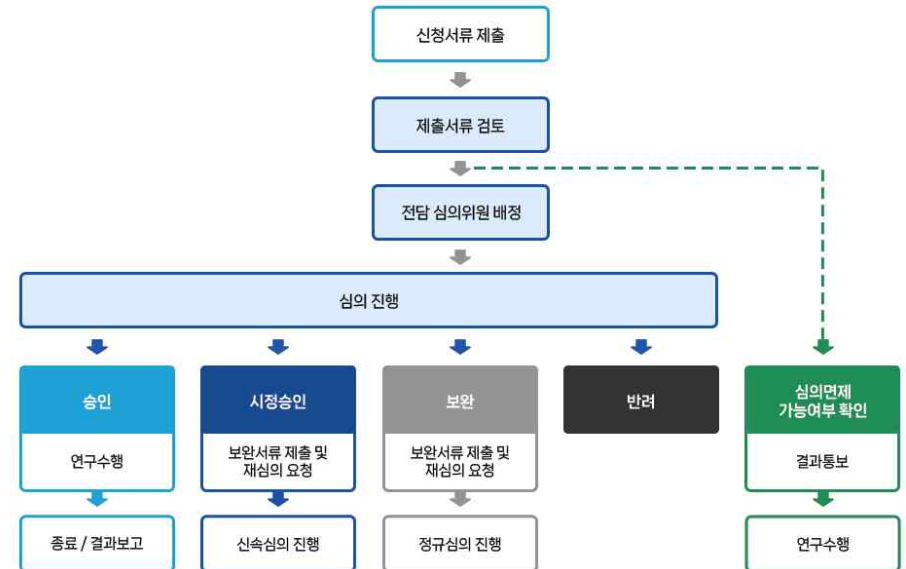 신청서류 제출
제출서류 검토
전담 심의위원 배정
심의 진행
승인
시정승인
보완
반려
심의면제
가능여부 확인
연구수행
보완서류 제출 및
재심의 요청
보완서류 제출 및
재심의 요청
결과통보
종료 / 결과보고
신속심의 진행
정규심의 진행
연구수행